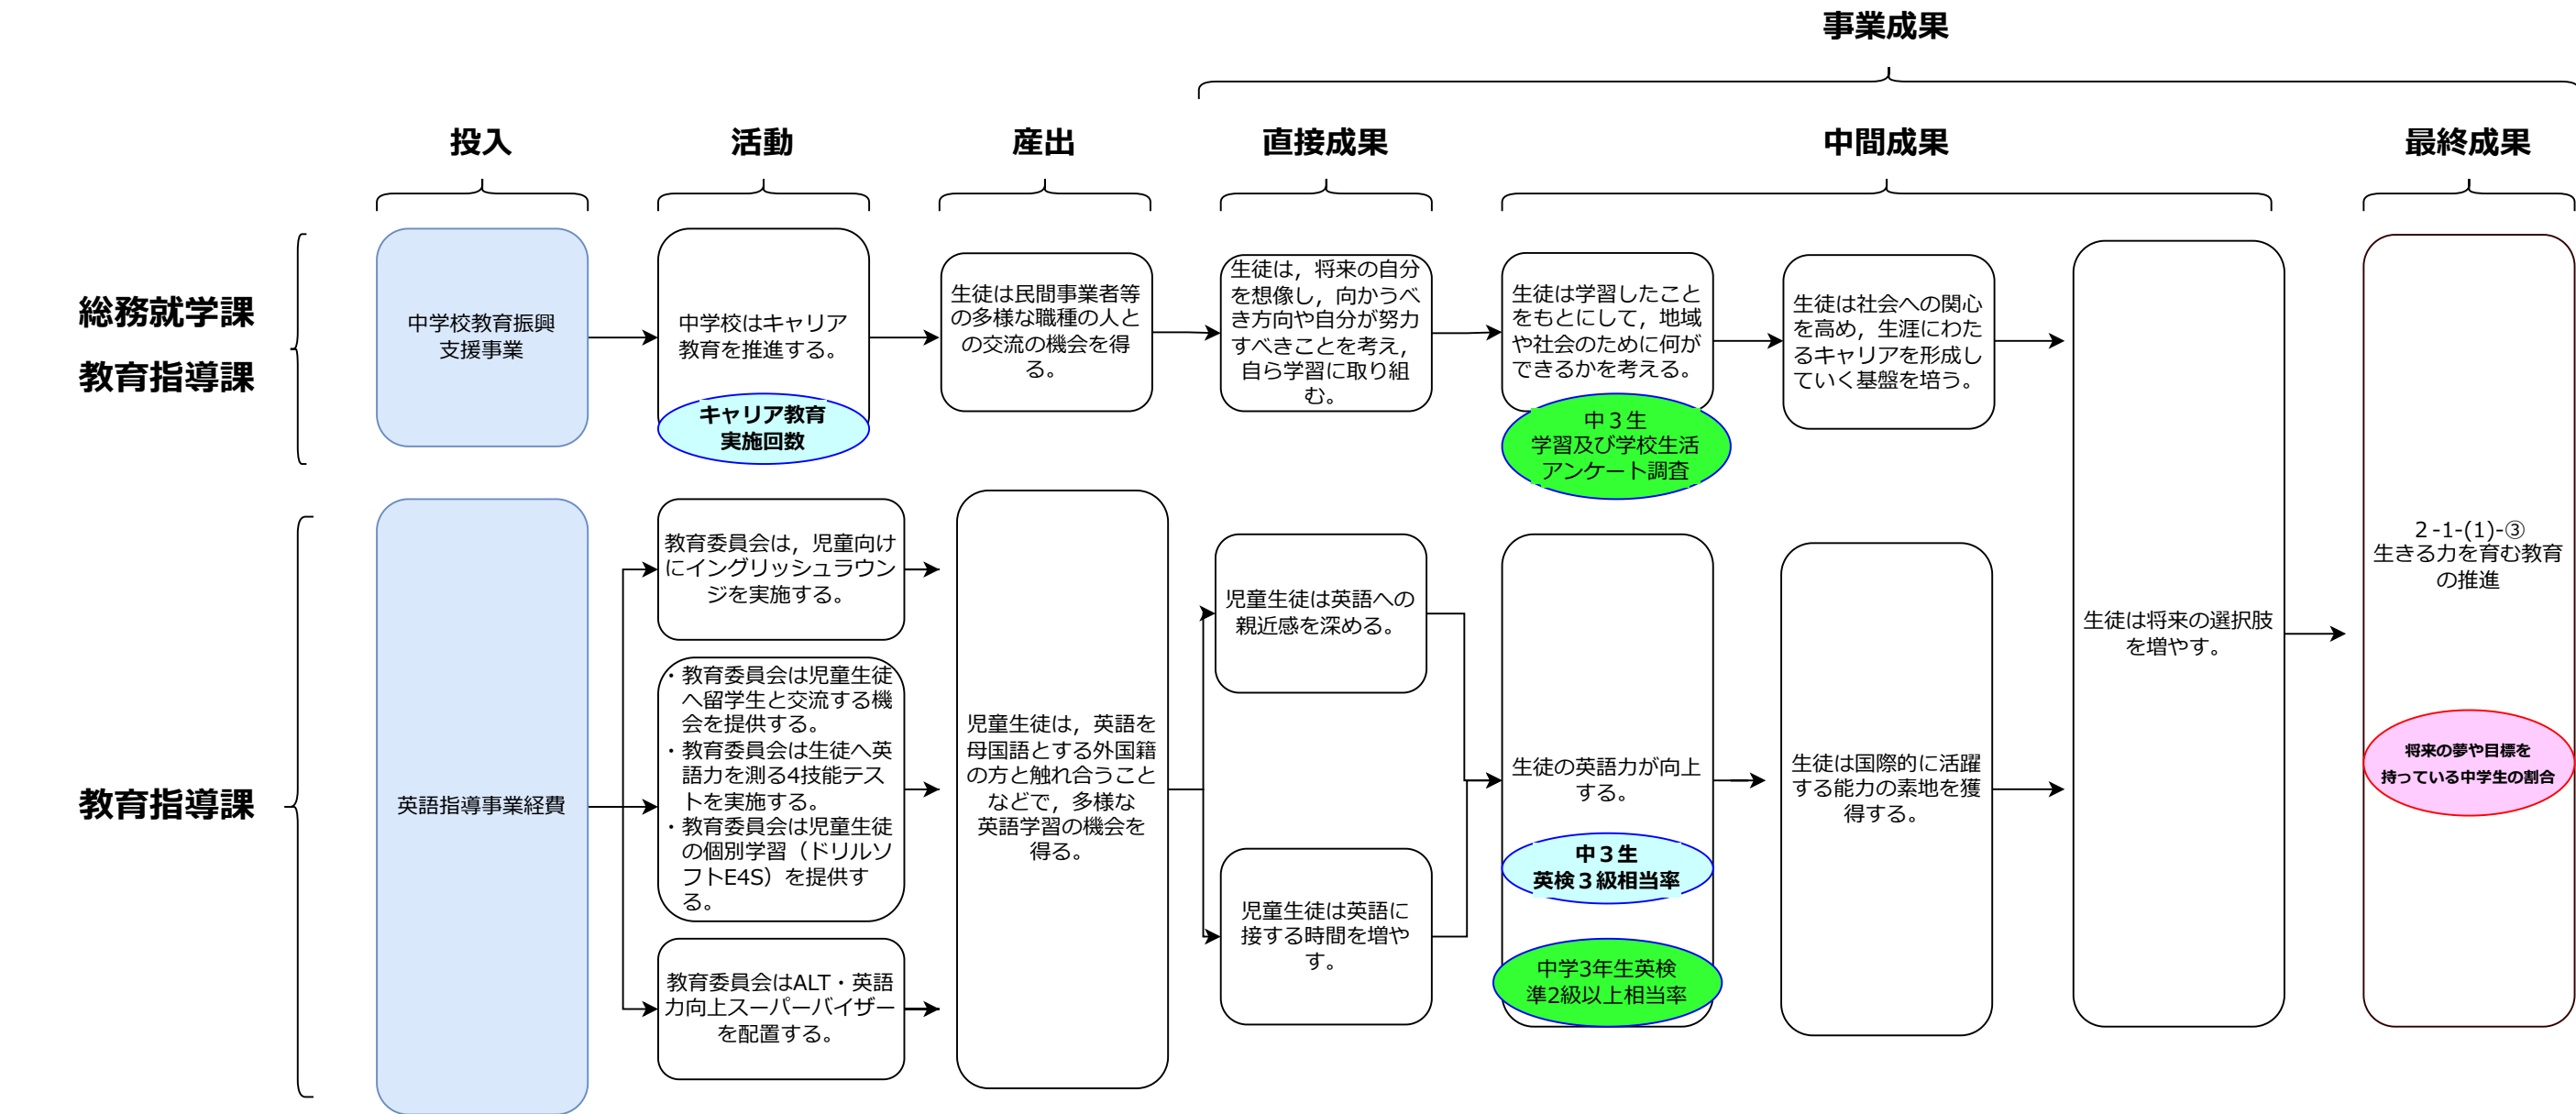 事業成果
投入
活動
産出
直接成果
中間成果
最終成果
総務就学課
教育指導課
中学校教育振興
支援事業
中学校はキャリア
教育を推進する。
キャリア教育
実施回数
生徒は民間事業者等
の多様な職種の人と
の交流の機会を得
る。
生徒は，将来の自分
を想像し，向かうべ
き方向や自分が努力
すべきことを考え，
自ら学習に取り組
む。
生徒は学習したこと
をもとにして，地域
や社会のために何が
できるかを考える。
中３生
学習及び学校生活
アンケート調査
生徒は社会への関心
を高め，生涯にわた
るキャリアを形成し
ていく基盤を培う。
教育指導課
英語指導事業経費
教育委員会は，児童向け
にイングリッシュラウン
ジを実施する。
・教育委員会は児童生徒
へ留学生と交流する機
会を提供する。
・教育委員会は生徒へ英
語力を測る4技能テス
トを実施する。
・教育委員会は児童生徒
の個別学習（ドリルソ
フトE4S）を提供す
る。
教育委員会はALT・英語
力向上スーパーバイザー
を配置する。
児童生徒は，英語を
母国語とする外国籍
の方と触れ合うこと
などで，多様な
英語学習の機会を
得る。
児童生徒は英語への
親近感を深める。
児童生徒は英語に
接する時間を増や
す。
生徒の英語力が向上
する。
中３生
英検３級相当率
中学3年生英検
準2級以上相当率
生徒は国際的に活躍
する能力の素地を獲
得する。
生徒は将来の選択肢
を増やす。
２-1-(1)-③
生きる力を育む教育
の推進
将来の夢や目標を
持っている中学生の割合